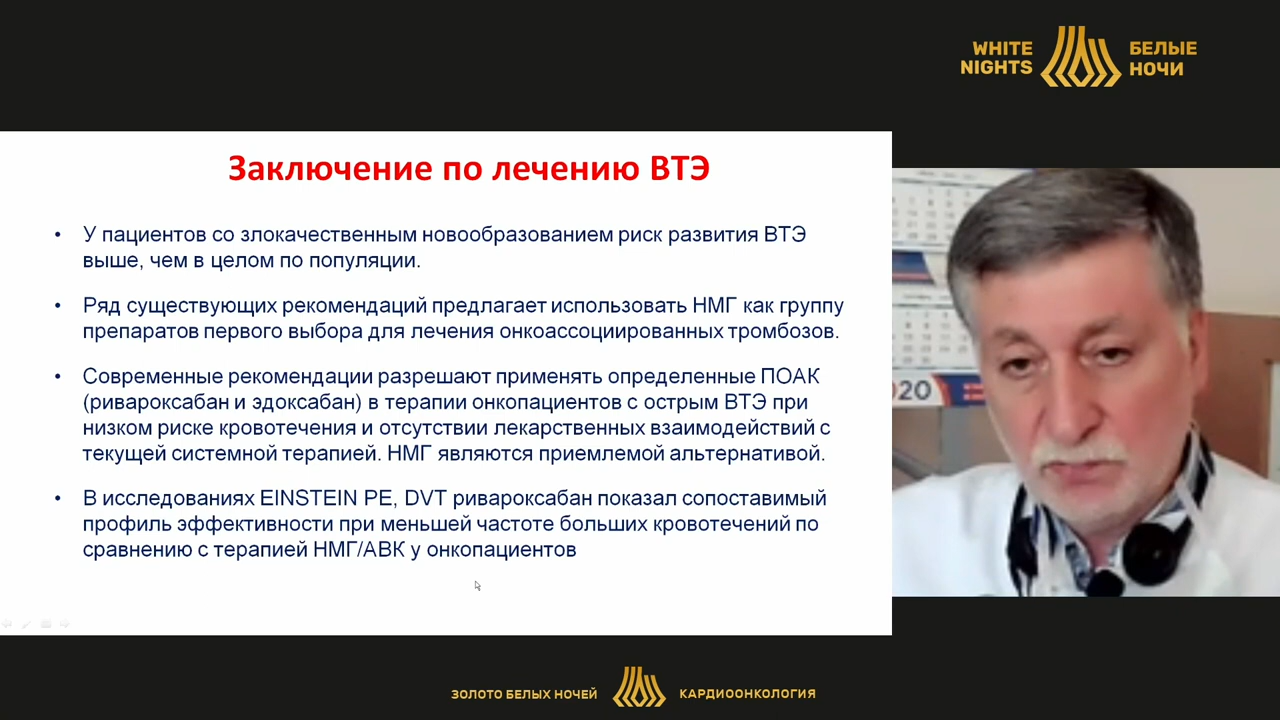 WHITE
NIGHTS
БЕЛЫЕ
НОЧИ
Заключение по лечению ВТЭ
• У пациентов со злокачественным новообразованием риск развития ВТЭ
выше, чем в целом по популяции.
• Ряд существующих рекомендаций предлагает использовать НМГ как группу
препаратов первого выбора для лечения онкоассоциированных тромбозов.
• Современные рекомендации разрешают применять определенные ПОАК
(ривароксабан и эдоксабан) в терапии онкопациентов с острым ВТЭ при
низком риске кровотечения и отсутствии лекарственных взаимодействий с
текущей системной терапией. НМГ являются приемлемой альтернативой.
• В исследованиях EINSTEIN PE, DVT ривароксабан показал сопоставимый
профиль эффективности при меньшей частоте больших кровотечений по
сравнению с терапией НМГ/АВК у онкопациентов
20
ЗОЛОТО БЕЛЫХ НОЧЕЙ
КАРДИООНКОЛОГИЯ